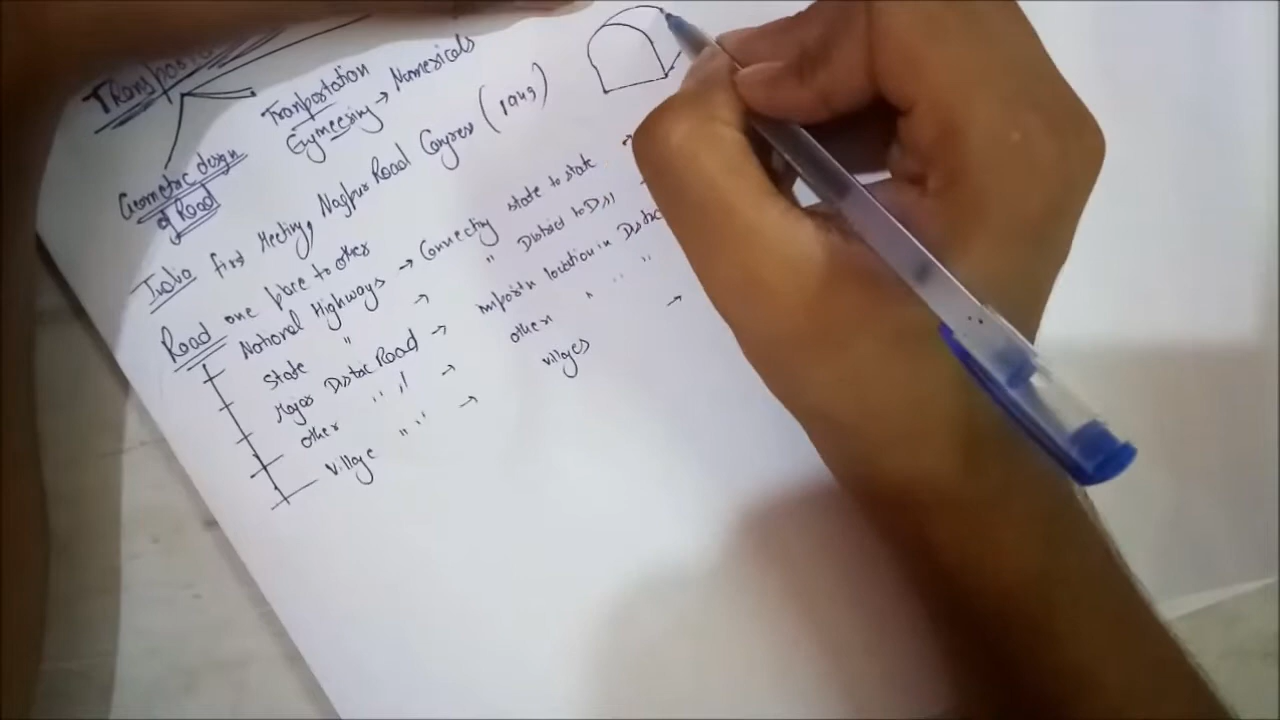 Tranpostation
Engineering → Numericals
Geometric design
of Road
India first Meeting, Nagpur Road Congress (1943)
Road one place to other
National Highways → Connecting state to state
State " → " District to Dist →
Major District Road → important location in District
other " " → other " " "
Village " " → villages →